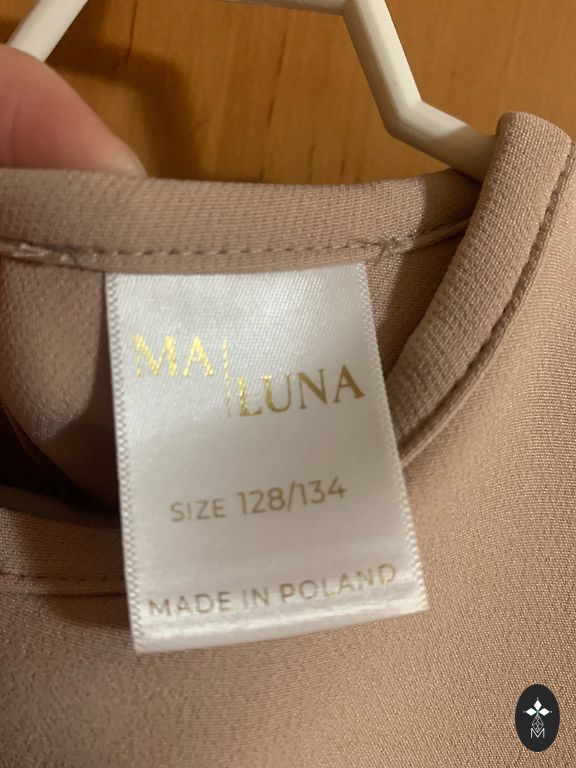 MA|LUNA
SIZE 128/134
MADE IN POLAND
M